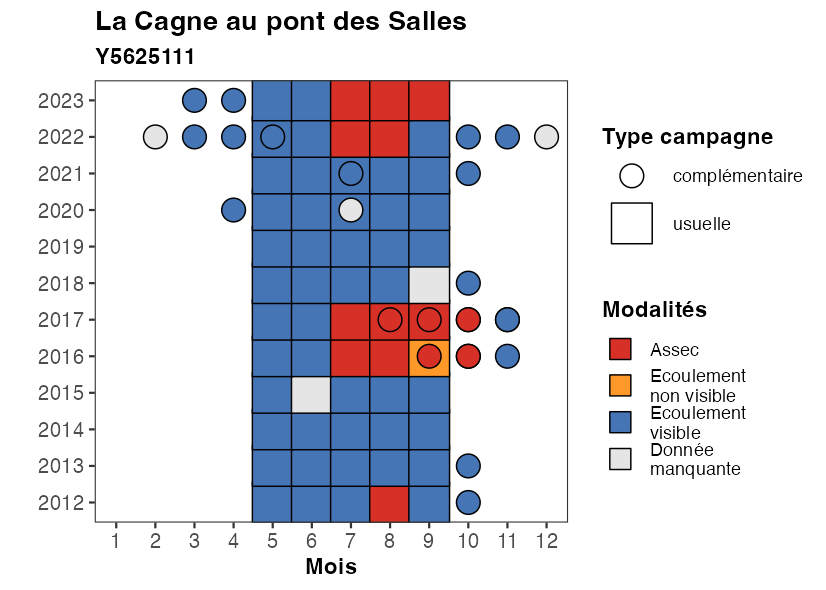 La Cagne au pont des Salles
Y5625111
2023
2022
2021
2020
2019
2018
2017
2016
2015
2014
2013
2012
1 2 3 4 5 6 7 8 9 10 11 12
Mois
Type campagne
complémentaire
usuelle
Modalités
Assec
Ecoulement
non visible
Ecoulement
visible
Donnée
manquante